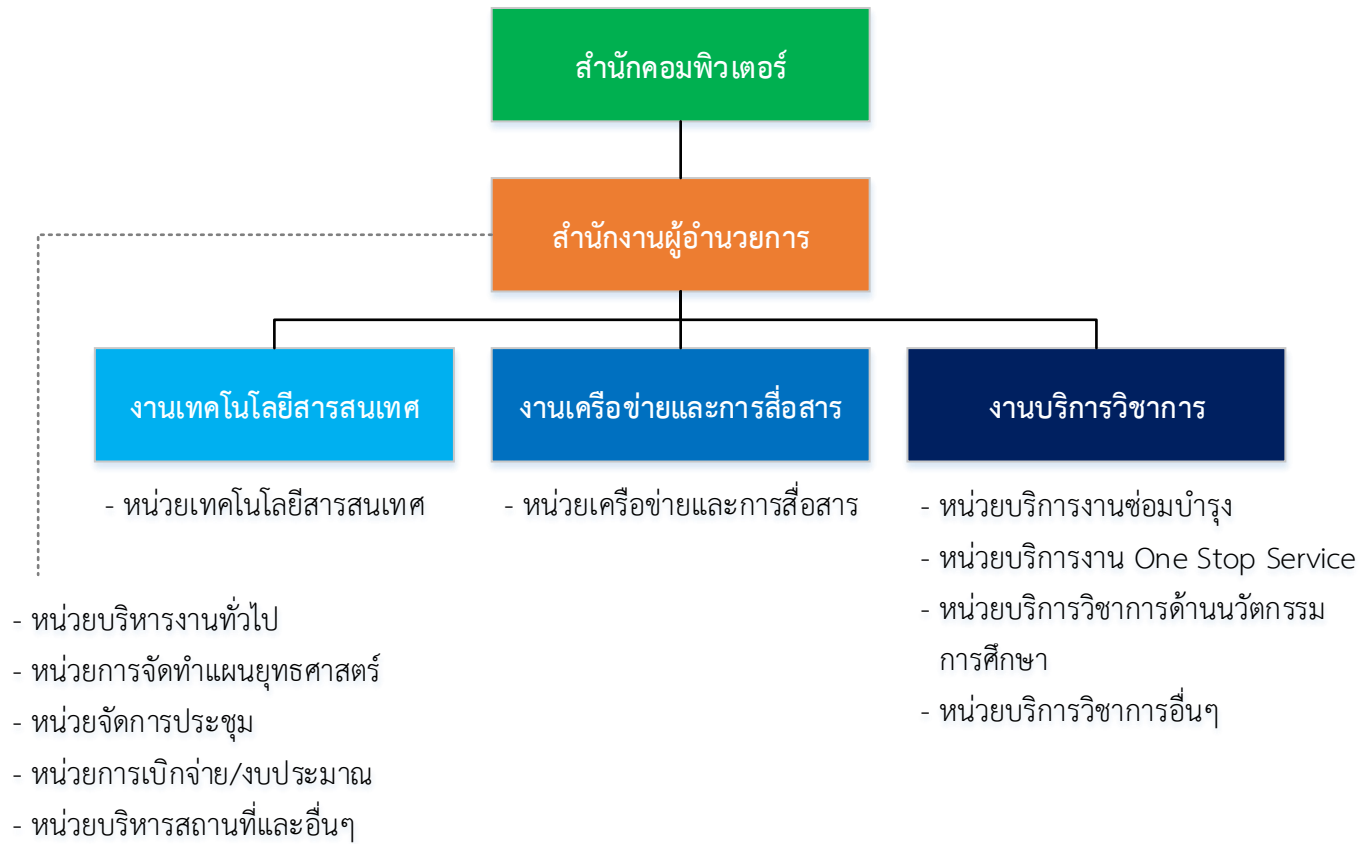 สำนักคอมพิวเตอร์
สำนักงานผู้อำนวยการ
งานเทคโนโลยีสารสนเทศ
งานเครือข่ายและการสื่อสาร
งานบริการวิชาการ
- หน่วยเทคโนโลยีสารสนเทศ
- หน่วยเครือข่ายและการสื่อสาร
- หน่วยบริการงานซ่อมบำรุง
- หน่วยบริการงาน One Stop Service
- หน่วยบริการวิชาการด้านนวัตกรรม
การศึกษา
- หน่วยบริการวิชาการอื่นๆ
- หน่วยบริหารงานทั่วไป
- หน่วยการจัดทำแผนยุทธศาสตร์
- หน่วยจัดการประชุม
- หน่วยการเบิกจ่าย/งบประมาณ
- หน่วยบริหารสถานที่และอื่นๆ